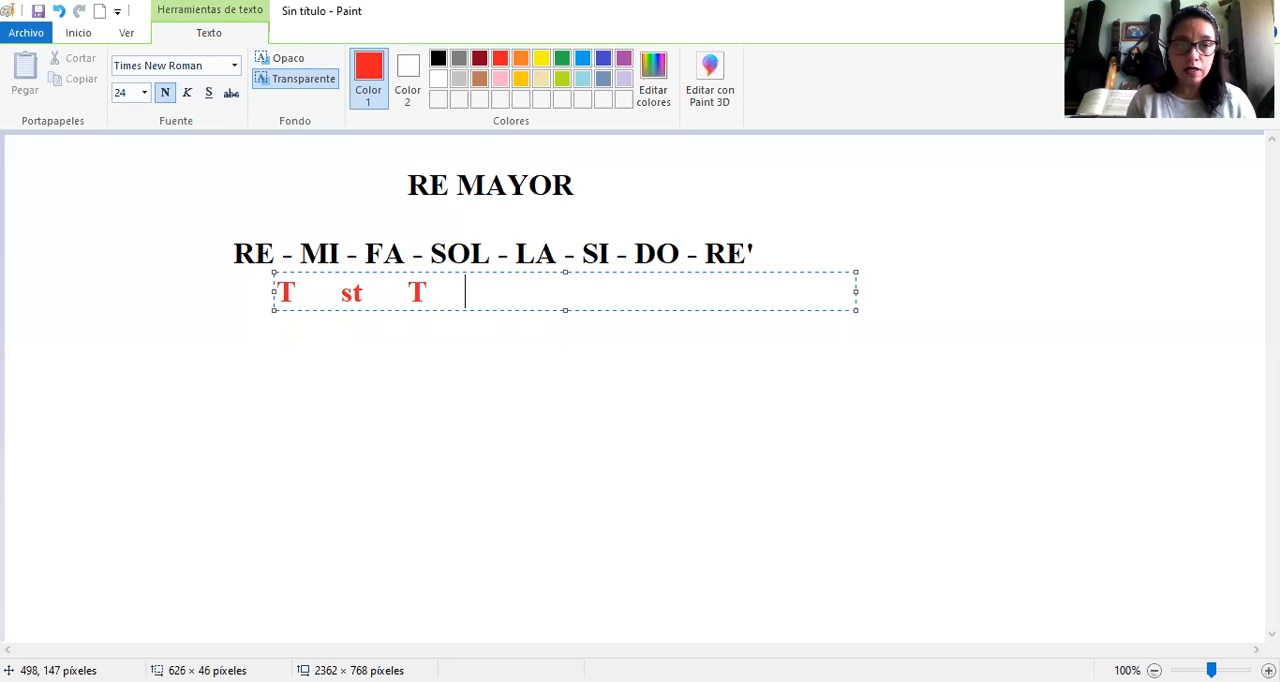 Herramientas de texto
Sin título - Paint
Archivo Inicio Ver Texto
Pegar
Cortar
Copiar
Portapapeles
Times New Roman
24 N K S abc
Fuente
Opaco
Transparente
Fondo
Color 1
Color 2
Editar colores
Colores
Editar con Paint 3D
RE MAYOR
RE - MI - FA - SOL - LA - SI - DO - RE'
T st T
498, 147 píxeles 626 × 46 píxeles 2362 × 768 píxeles 100%